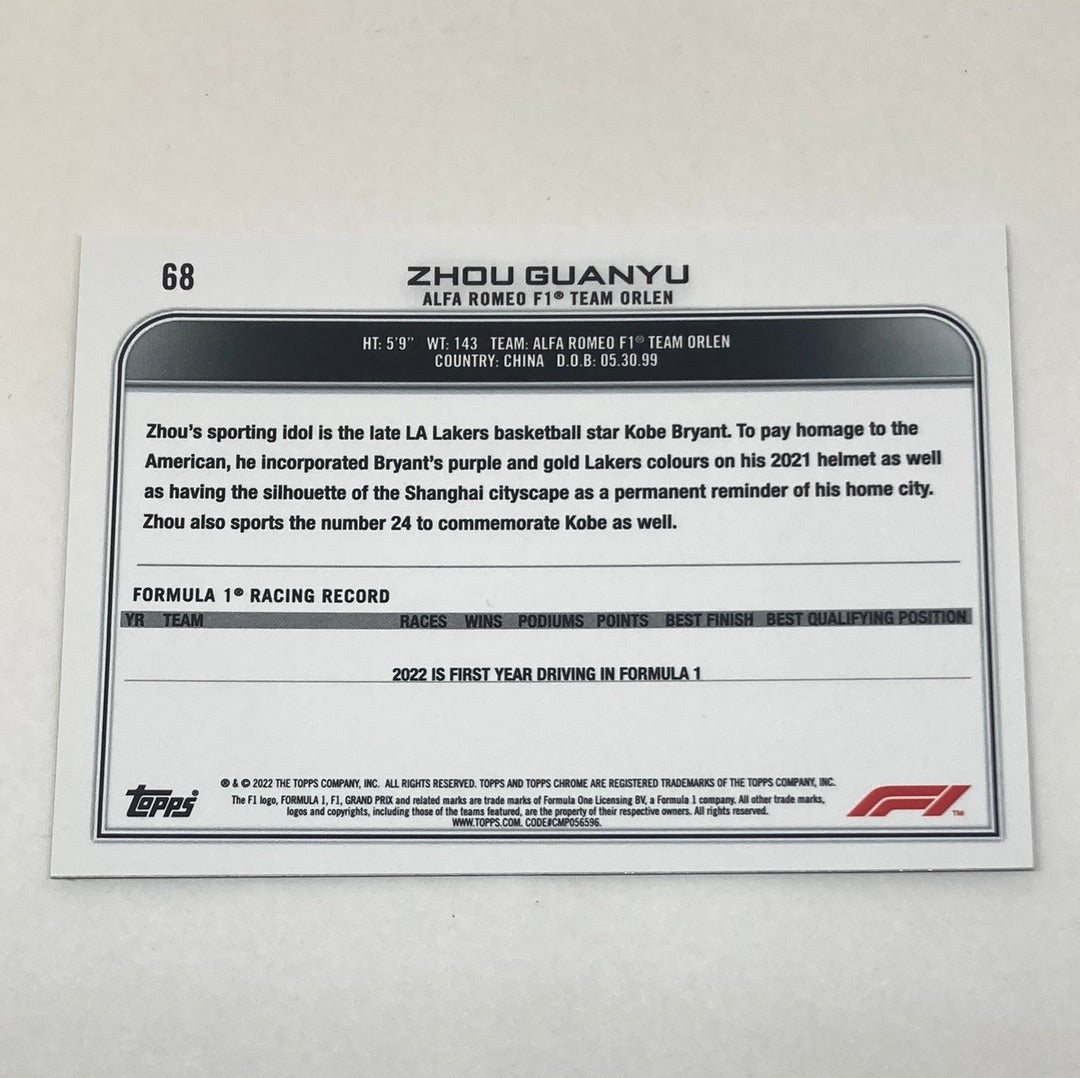 68
ZHOU GUANYU
ALFA ROMEO F1® TEAM ORLEN
HT: 5'9" WT: 143 TEAM: ALFA ROMEO F1® TEAM ORLEN
COUNTRY: CHINA D.O.B: 05.30.99
Zhou's sporting idol is the late LA Lakers basketball star Kobe Bryant. To pay homage to the
American, he incorporated Bryant's purple and gold Lakers colours on his 2021 helmet as well
as having the silhouette of the Shanghai cityscape as a permanent reminder of his home city.
Zhou also sports the number 24 to commemorate Kobe as well.
FORMULA 1® RACING RECORD
YR TEAM RACES WINS PODIUMS POINTS BEST FINISH BEST QUALIFYING POSITION
2022 IS FIRST YEAR DRIVING IN FORMULA 1
® & © 2022 THE TOPPS COMPANY, INC. ALL RIGHTS RESERVED. TOPPS AND TOPPS CHROME ARE REGISTERED TRADEMARKS OF THE TOPPS COMPANY, INC.
The F1 logo, FORMULA 1, F1, GRAND PRIX and related marks are trade marks of Formula One Licensing BV, a Formula 1 company. All other trade marks,
logos and copyrights, including those of the teams featured, are the property of their respective owners. All rights reserved.
WWW.TOPPS.COM. CODE#CMP056596.
topps
F1™